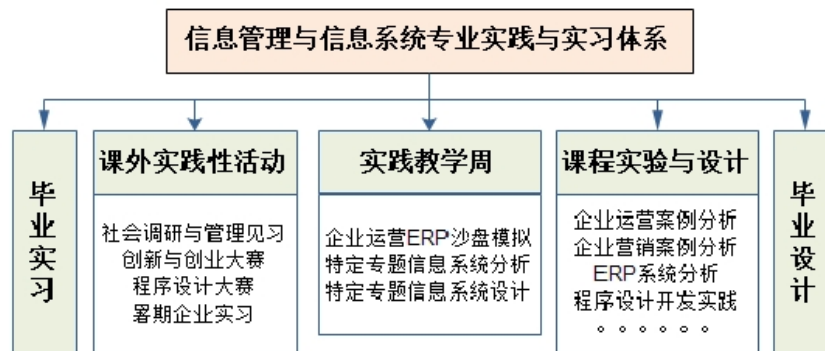 信息管理与信息系统专业实践与实习体系
毕业实习
课外实践性活动
社会调研与管理见习
创新与创业大赛
程序设计大赛
暑期企业实习
实践教学周
企业运营ERP沙盘模拟
特定专题信息系统分析
特定专题信息系统设计
课程实验与设计
企业运营案例分析
企业营销案例分析
ERP系统分析
程序设计开发实践
。。。。。。
毕业设计